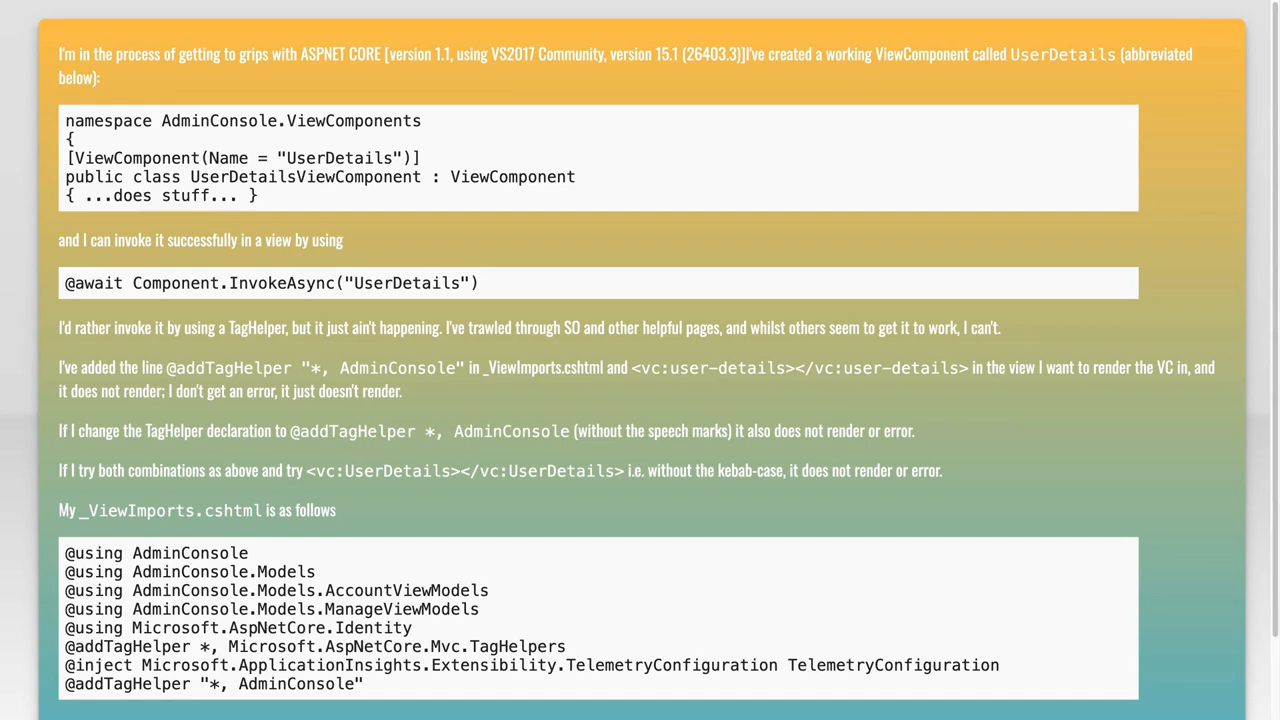 I'm in the process of getting to grips with ASPNET CORE [version 1.1, using VS2017 Community, version 15.1 (26403.3)]I've created a working ViewComponent called UserDetails (abbreviated
below):
namespace AdminConsole.ViewComponents
{
[ViewComponent(Name = "UserDetails")]
public class UserDetailsViewComponent : ViewComponent
{ ...does stuff... }
and I can invoke it successfully in a view by using
@await Component.InvokeAsync("UserDetails")
I'd rather invoke it by using a TagHelper, but it just ain't happening. I've trawled through SO and other helpful pages, and whilst others seem to get it to work, I can't.
I've added the line @addTagHelper "*, AdminConsole" in _ViewImports.cshtml and <vc:user-details></vc:user-details> in the view I want to render the VC in, and
it does not render; I don't get an error, it just doesn't render.
If I change the TagHelper declaration to @addTagHelper *, AdminConsole (without the speech marks) it also does not render or error.
If I try both combinations as above and try <vc:UserDetails></vc:UserDetails> i.e. without the kebab-case, it does not render or error.
My _ViewImports.cshtml is as follows
@using AdminConsole
@using AdminConsole.Models
@using AdminConsole.Models.AccountViewModels
@using AdminConsole.Models.ManageViewModels
@using Microsoft.AspNetCore.Identity
@addTagHelper *, Microsoft.AspNetCore.Mvc.TagHelpers
@inject Microsoft.ApplicationInsights.Extensibility.TelemetryConfiguration TelemetryConfiguration
@addTagHelper "*, AdminConsole"